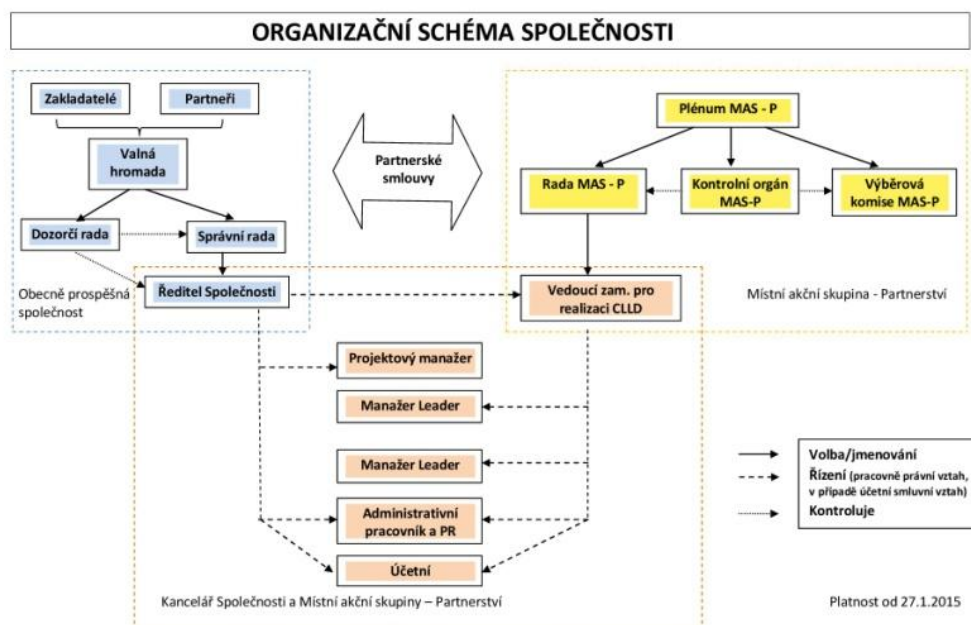 ORGANIZAČNÍ SCHÉMA SPOLEČNOSTI
Zakladatelé
Partneři
Valná
hromada
Dozorčí rada
Správní rada
Obecně prospěšná
společnost
Ředitel Společnosti
Partnerské
smlouvy
Plénum MAS - P
Rada MAS - P
Kontrolní orgán
MAS-P
Výběrová
komise MAS-P
Vedoucí zam. pro
realizaci CLLD
Místní akční skupina - Partnerství
Projektový manažer
Manažer Leader
Manažer Leader
Administrativní
pracovník a PR
Účetní
Kancelář Společnosti a Místní akční skupiny – Partnerství
Volba/jmenování
Řízení (pracovně právní vztah,
v případě účetní smluvní vztah)
Kontroluje
Platnost od 27.1.2015